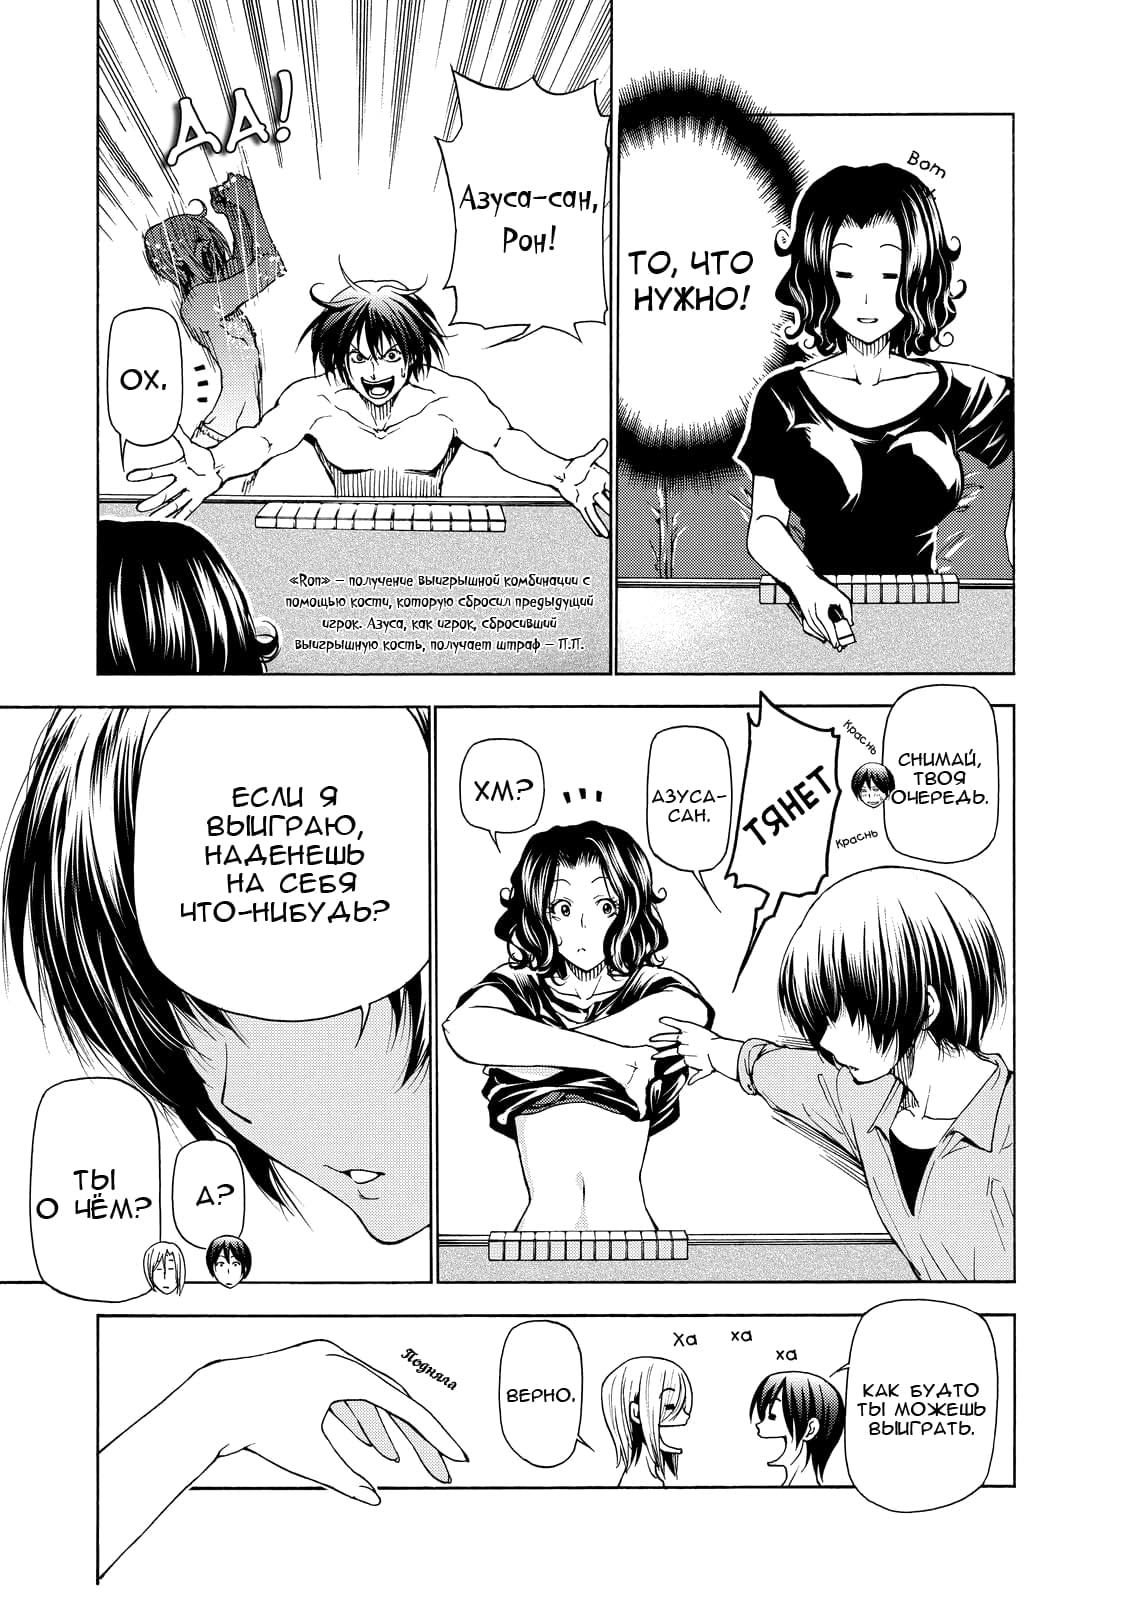 Вот
ТО, ЧТО
НУЖНО!
Азуса-сан,
Рон!
ДА!
ОХ.
«Ron» – получение выигрышной комбинации с
помощью кости, которую сбросил предыдущий
игрок. Азуса, как игрок, сбросивший
выигрышную кость, получает штраф – П.П.
СНИМАЙ,
ТВОЯ
ОЧЕРЕДЬ.
Краснь
Краснь
ТЯНЕТ
АЗУСА-
САН.
ХМ?
ЕСЛИ Я
ВЫИГРАЮ,
НАДЕНЕШЬ
НА СЕБЯ
ЧТО-НИБУДЬ?
А?
ТЫ
О ЧЁМ?
КАК БУДТО
ТЫ МОЖЕШЬ
ВЫИГРАТЬ.
Ха
ха
ха
ВЕРНО.
Подняла